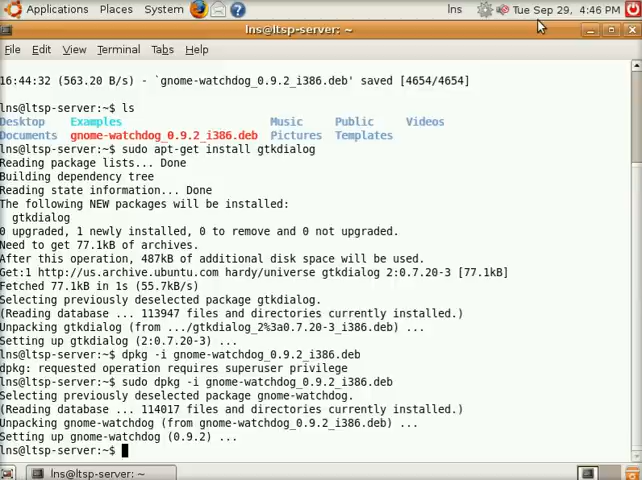 Applications Places System lns Tue Sep 29, 4:46 PM
lns@ltsp-server: ~
File Edit View Terminal Tabs Help
16:44:32 (563.20 B/s) - `gnome-watchdog_0.9.2_i386.deb' saved [4654/4654]
lns@ltsp-server:~$ ls
Desktop Examples Music Public Videos
Documents gnome-watchdog_0.9.2_i386.deb Pictures Templates
lns@ltsp-server:~$ sudo apt-get install gtkdialog
Reading package lists... Done
Building dependency tree
Reading state information... Done
The following NEW packages will be installed:
gtkdialog
0 upgraded, 1 newly installed, 0 to remove and 0 not upgraded.
Need to get 77.1kB of archives.
After this operation, 487kB of additional disk space will be used.
Get:1 http://us.archive.ubuntu.com hardy/universe gtkdialog 2:0.7.20-3 [77.1kB]
Fetched 77.1kB in 1s (55.7kB/s)
Selecting previously deselected package gtkdialog.
(Reading database ... 113947 files and directories currently installed.)
Unpacking gtkdialog (from .../gtkdialog_2%3a0.7.20-3_i386.deb) ...
Setting up gtkdialog (2:0.7.20-3) ...
lns@ltsp-server:~$ dpkg -i gnome-watchdog_0.9.2_i386.deb
dpkg: requested operation requires superuser privilege
lns@ltsp-server:~$ sudo dpkg -i gnome-watchdog_0.9.2_i386.deb
Selecting previously deselected package gnome-watchdog.
(Reading database ... 114017 files and directories currently installed.)
Unpacking gnome-watchdog (from gnome-watchdog_0.9.2_i386.deb) ...
Setting up gnome-watchdog (0.9.2) ...
lns@ltsp-server:~$
lns@ltsp-server: ~